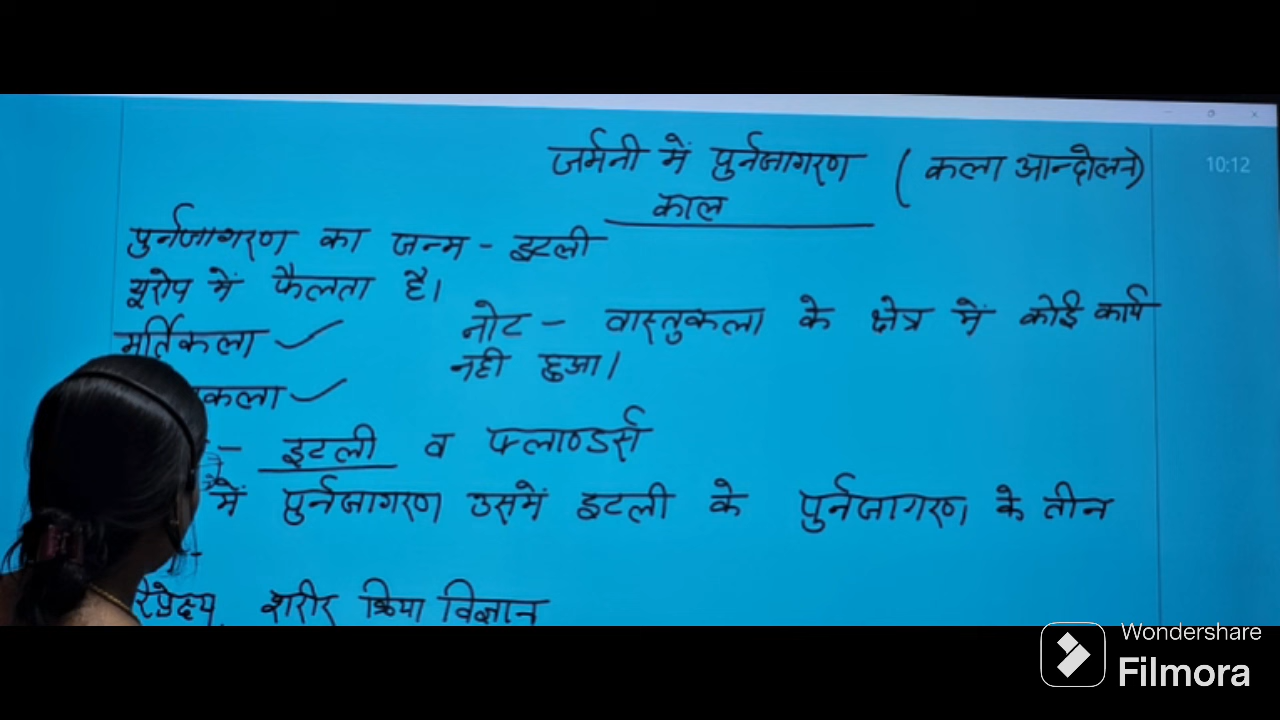 जर्मनी में पुर्नजागरण ( कला आन्दोलन)
काल
10:12
पुर्नजागरण का जन्म - इटली
यूरोप में फैलता है।
नोट - वास्तुकला के क्षेत्र में कोई कार्य
नही हुआ।
मर्तिकला ✓
कला ✓
- इटली व फ्लाण्डर्स
में पुर्नजागरण उसमें इटली के पुर्नजागरण के तीन
शरीर क्रिया विज्ञान
Wondershare
Filmora